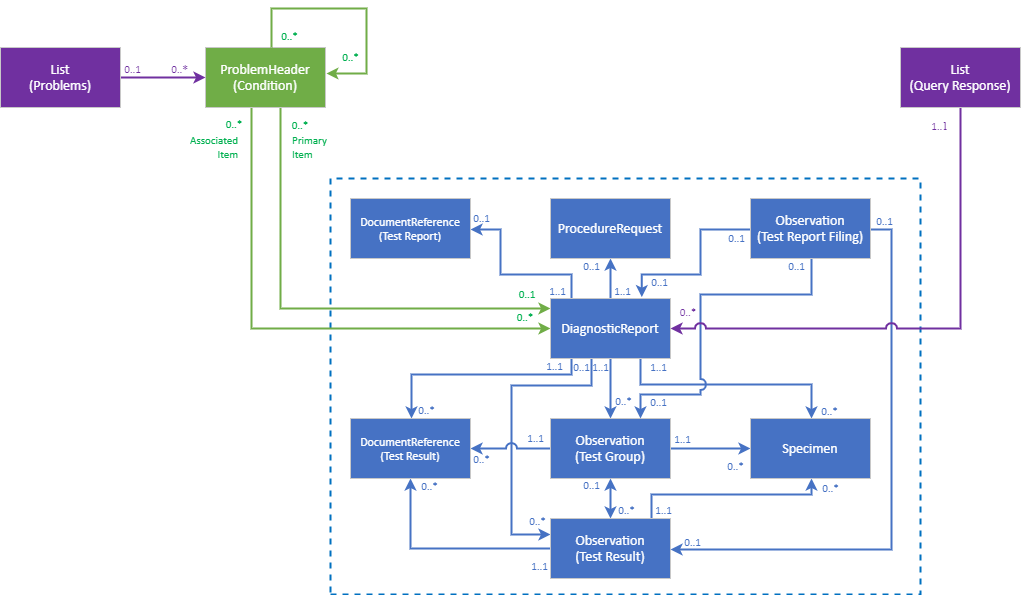 0..*
0..*
List
(Problems)
0..1
0..*
ProblemHeader
(Condition)
List
(Query Response)
0..*
Associated
Item
0..*
Primary
Item
1..1
DocumentReference
(Test Report)
0..1
ProcedureRequest
Observation
(Test Report Filing)
0..1
0..1
0..1
0..1
0..1
1..1
1..1
0..1
0..*
0..*
DiagnosticReport
1..1
0..1
1..1
1..1
0..*
0..*
0..1
0..*
DocumentReference
(Test Result)
0..*
1..1
Observation
(Test Group)
1..1
0..*
Specimen
0..*
0..1
0..*
1..1
0..*
0..*
Observation
(Test Result)
0..1
1..1